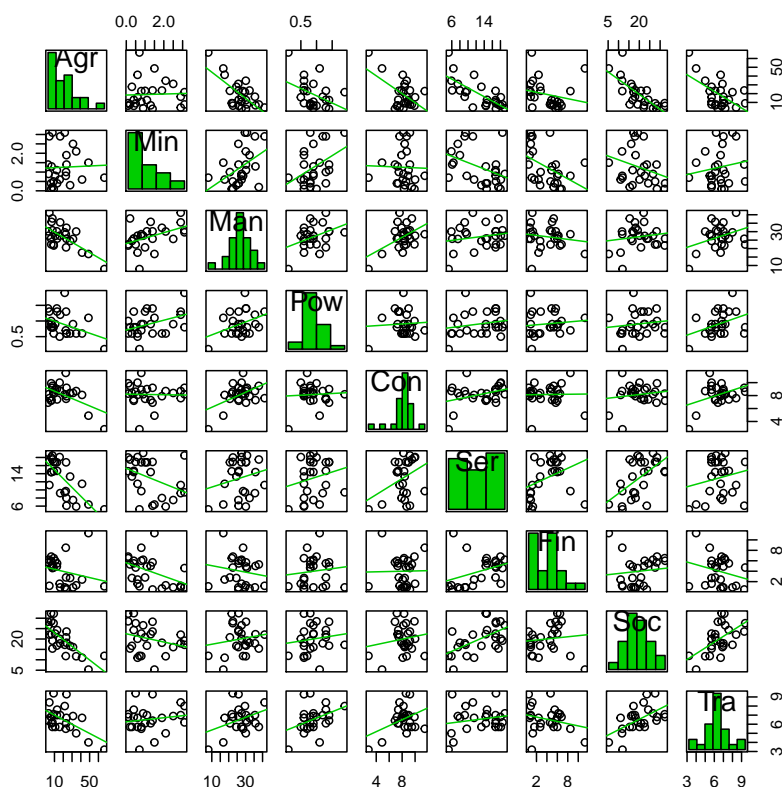 0.0 2.0 0.5 6 14 5 20
Agr 10 50
0.0 2.0 Min
Man 10 30
0.5 Pow
Con 4 8
6 14 Ser
Fin 2 8
5 20 Soc
Tra 3 6 9
10 50 10 30 4 8 2 8 3 6 9